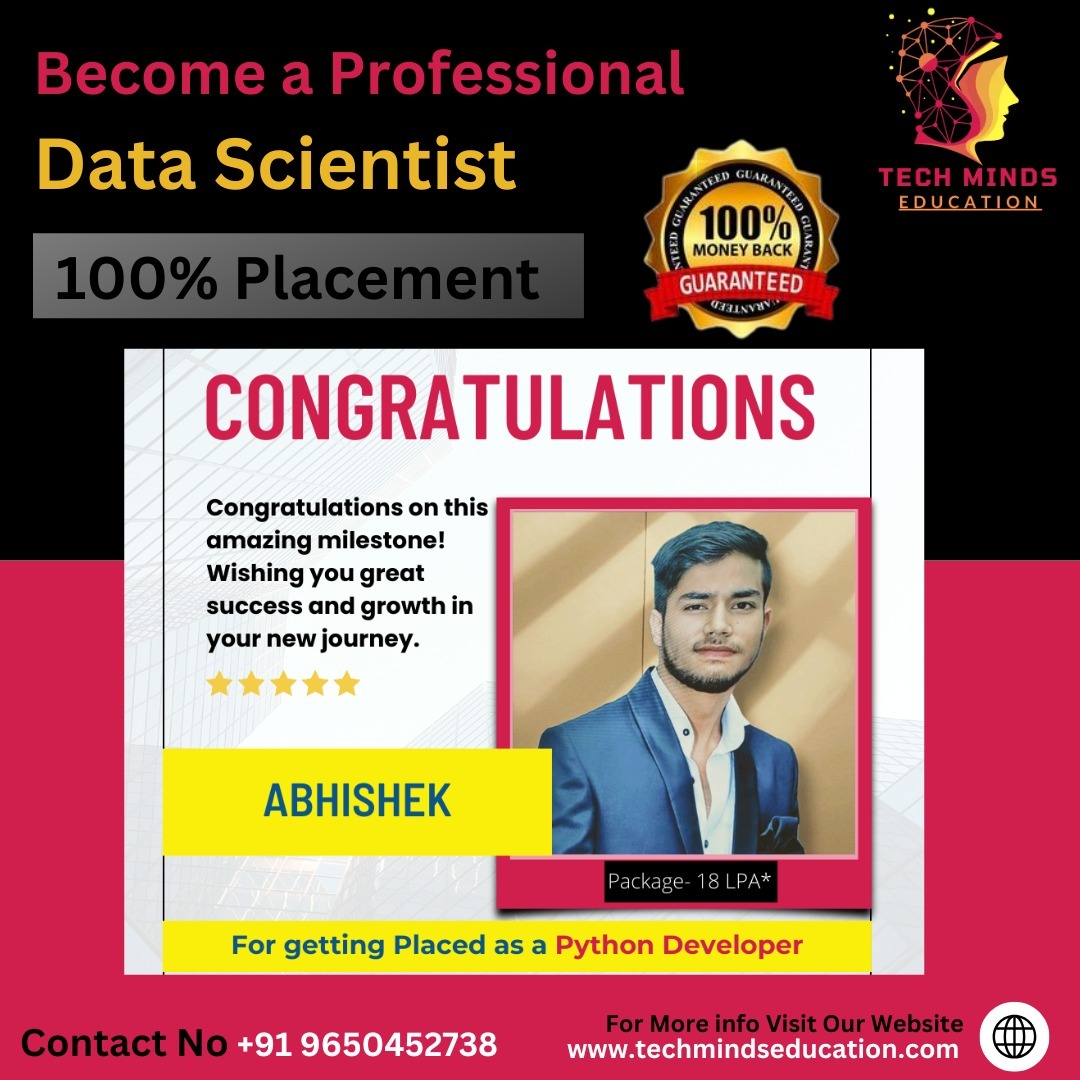 Become a Professional
Data Scientist
100% Placement
TECH MINDS
EDUCATION
GUARANTEED GUARANTEED
100%
MONEY BACK
GUARANTEED
CONGRATULATIONS
Congratulations on this
amazing milestone!
Wishing you great
success and growth in
your new journey.
ABHISHEK
Package- 18 LPA*
For getting Placed as a Python Developer
Contact No +91 9650452738
For More info Visit Our Website
www.techmindseducation.com